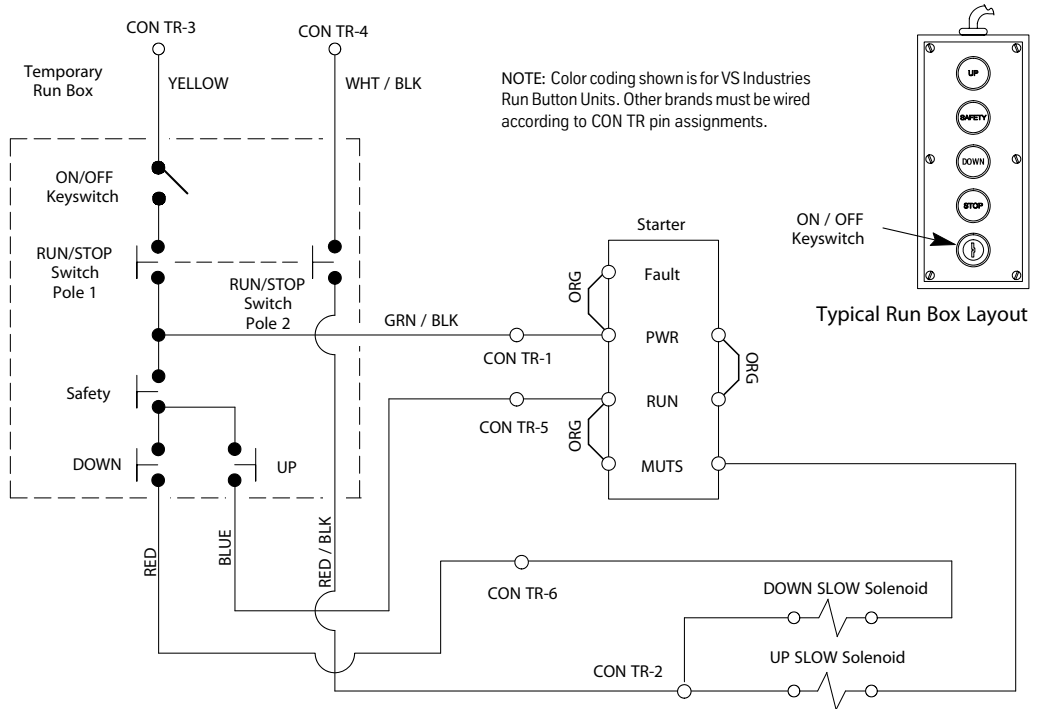 CON TR-3
CON TR-4
Temporary
Run Box
YELLOW
WHT / BLK
NOTE: Color coding shown is for VS Industries
Run Button Units. Other brands must be wired
according to CON TR pin assignments.
UP
SAFETY
DOWN
STOP
ON / OFF
Keyswitch
Typical Run Box Layout
ON/OFF
Keyswitch
RUN/STOP
Switch
Pole 1
RUN/STOP
Switch
Pole 2
GRN / BLK
CON TR-1
Starter
Fault
ORG
PWR
ORG
RUN
ORG
MUTS
CON TR-5
Safety
DOWN
UP
RED
BLUE
RED / BLK
CON TR-6
DOWN SLOW Solenoid
UP SLOW Solenoid
CON TR-2